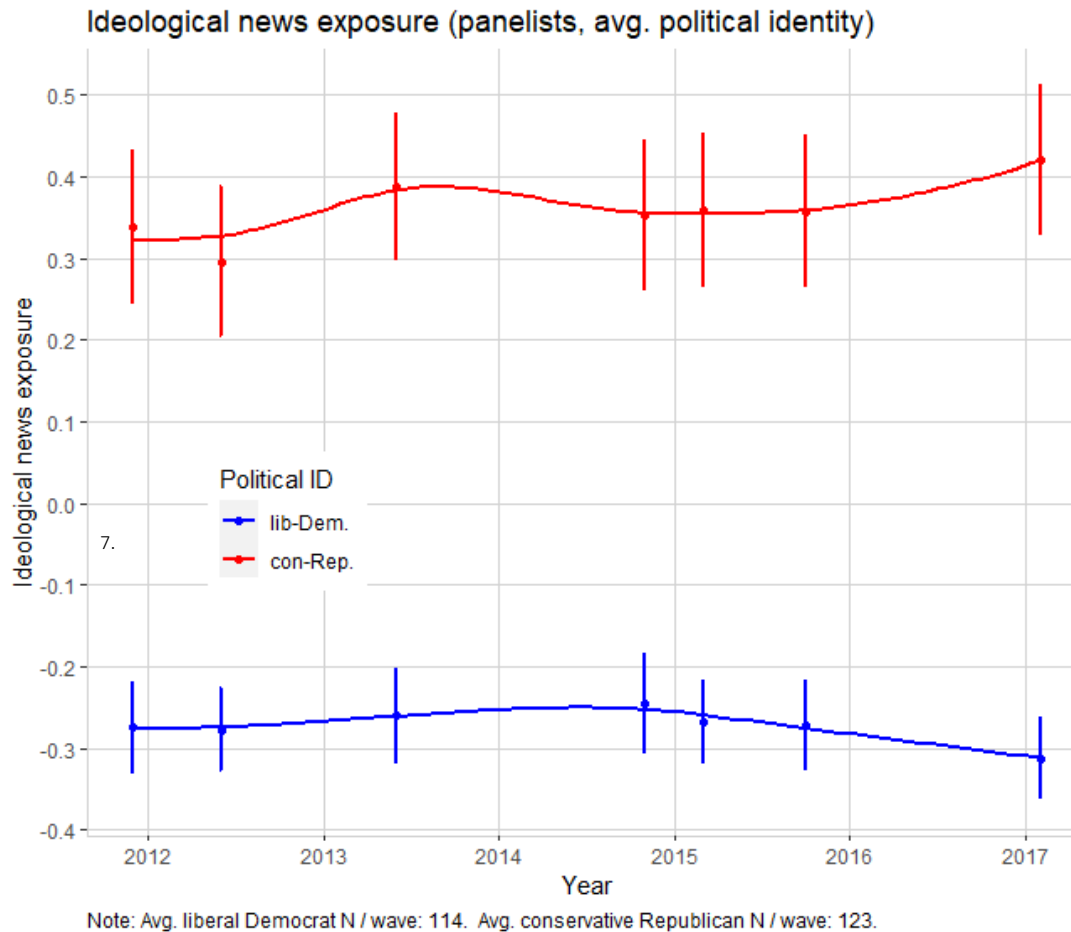 Ideological news exposure (panelists, avg. political identity)
Ideological news exposure
0.5
0.4
0.3
0.2
0.1
0.0
-0.1
-0.2
-0.3
-0.4
7.
Political ID
lib-Dem.
con-Rep.
2012
2013
2014
2015
2016
2017
Year
Note: Avg. liberal Democrat N / wave: 114.  Avg. conservative Republican N / wave: 123.